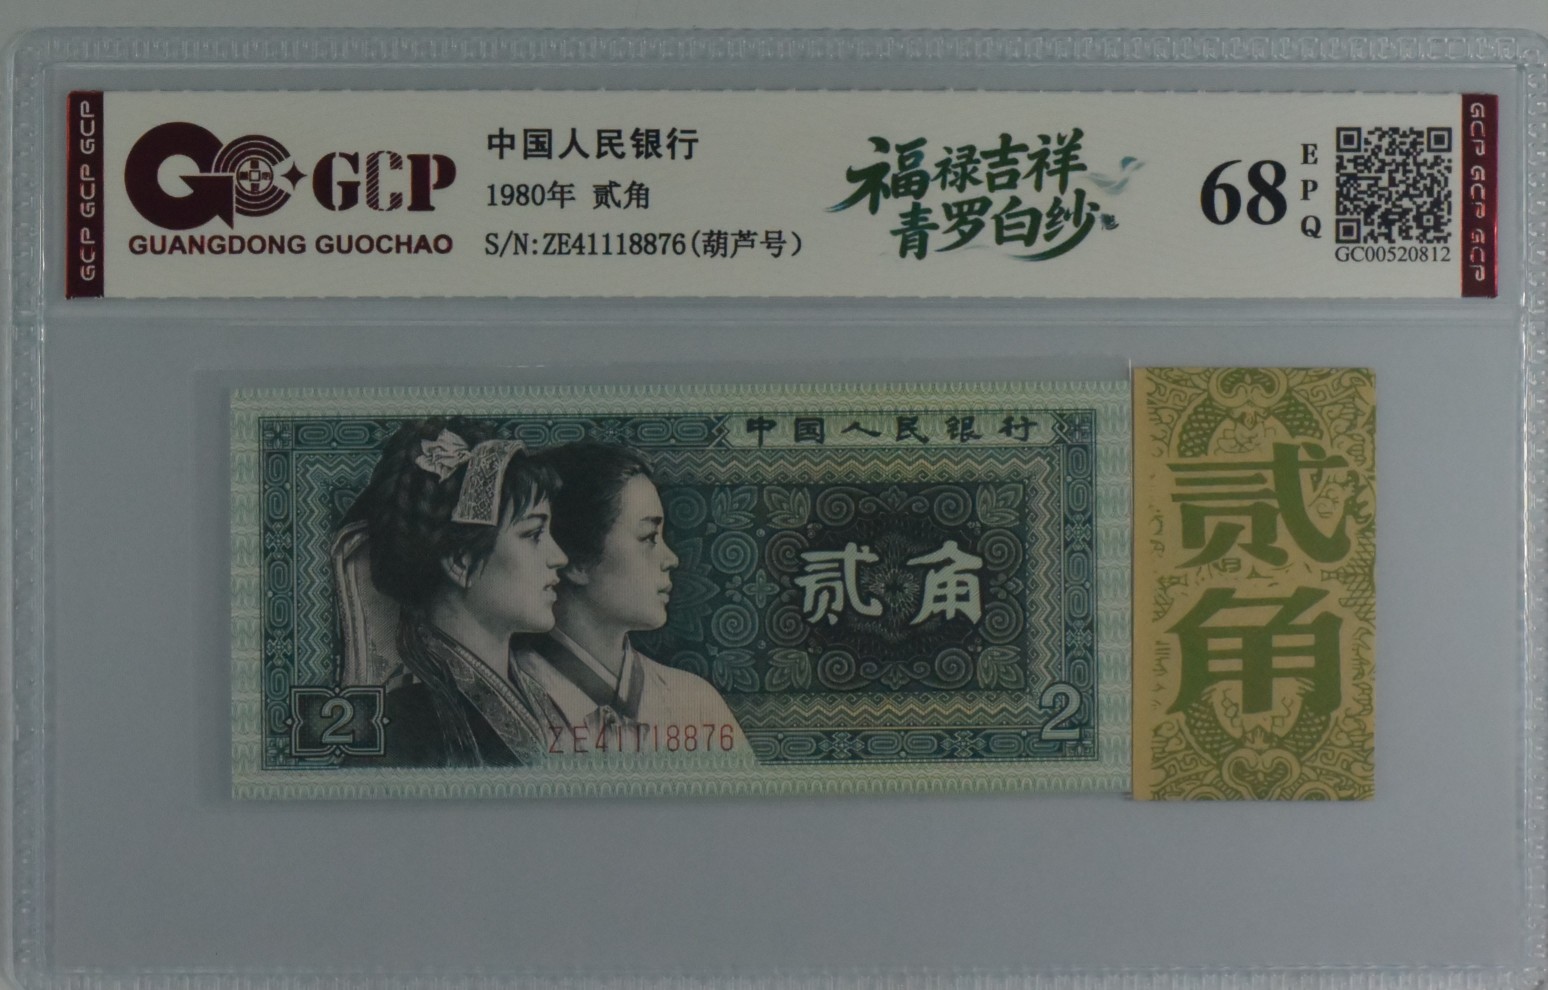 GCP GCP GCP
GCP
GUANGDONG GUOCHAO
中国人民银行
1980年 贰角
S/N:ZE41118876(葫芦号)
福禄吉祥
青罗白纱
68
EPQ
GC00520812
GCP GCP GCP
中国人民银行
贰角
2
2
ZE41118876
贰角